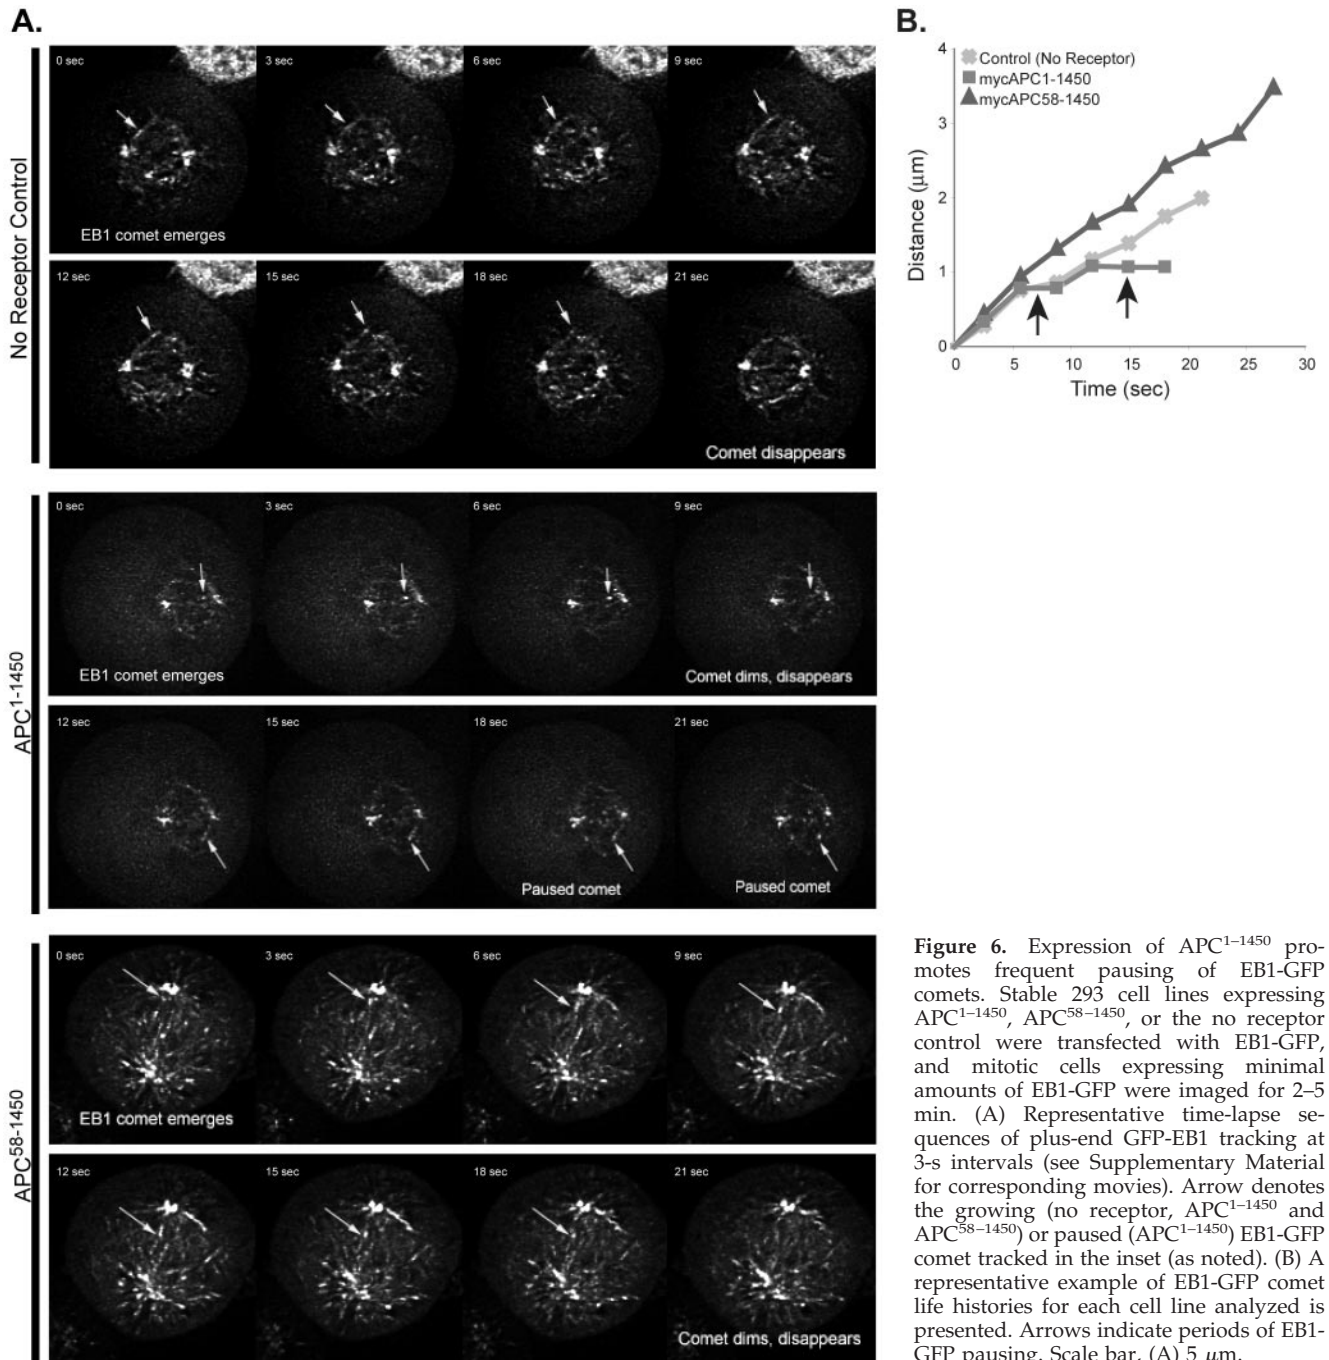 A.
No Receptor Control
0 sec
3 sec
6 sec
9 sec
EB1 comet emerges
12 sec
15 sec
18 sec
21 sec
Comet disappears
APC1-1450
0 sec
3 sec
6 sec
9 sec
EB1 comet emerges
Comet dims, disappears
12 sec
15 sec
18 sec
21 sec
Paused comet
Paused comet
APC58-1450
0 sec
3 sec
6 sec
9 sec
EB1 comet emerges
12 sec
15 sec
18 sec
21 sec
Comet dims, disappears
B.
Control (No Receptor)
mycAPC1-1450
mycAPC58-1450
Distance (µm)
4
3
2
1
0
0 5 10 15 20 25 30
Time (sec)
Figure 6. Expression of APC1–1450 pro-
motes frequent pausing of EB1-GFP
comets. Stable 293 cell lines expressing
APC1–1450, APC58–1450, or the no receptor
control were transfected with EB1-GFP,
and mitotic cells expressing minimal
amounts of EB1-GFP were imaged for 2–5
min. (A) Representative time-lapse se-
quences of plus-end GFP-EB1 tracking at
3-s intervals (see Supplementary Material
for corresponding movies). Arrow denotes
the growing (no receptor, APC1–1450 and
APC58–1450) or paused (APC1–1450) EB1-GFP
comet tracked in the inset (as noted). (B) A
representative example of EB1-GFP comet
life histories for each cell line analyzed is
presented. Arrows indicate periods of EB1-
GFP pausing. Scale bar, (A) 5 µm.